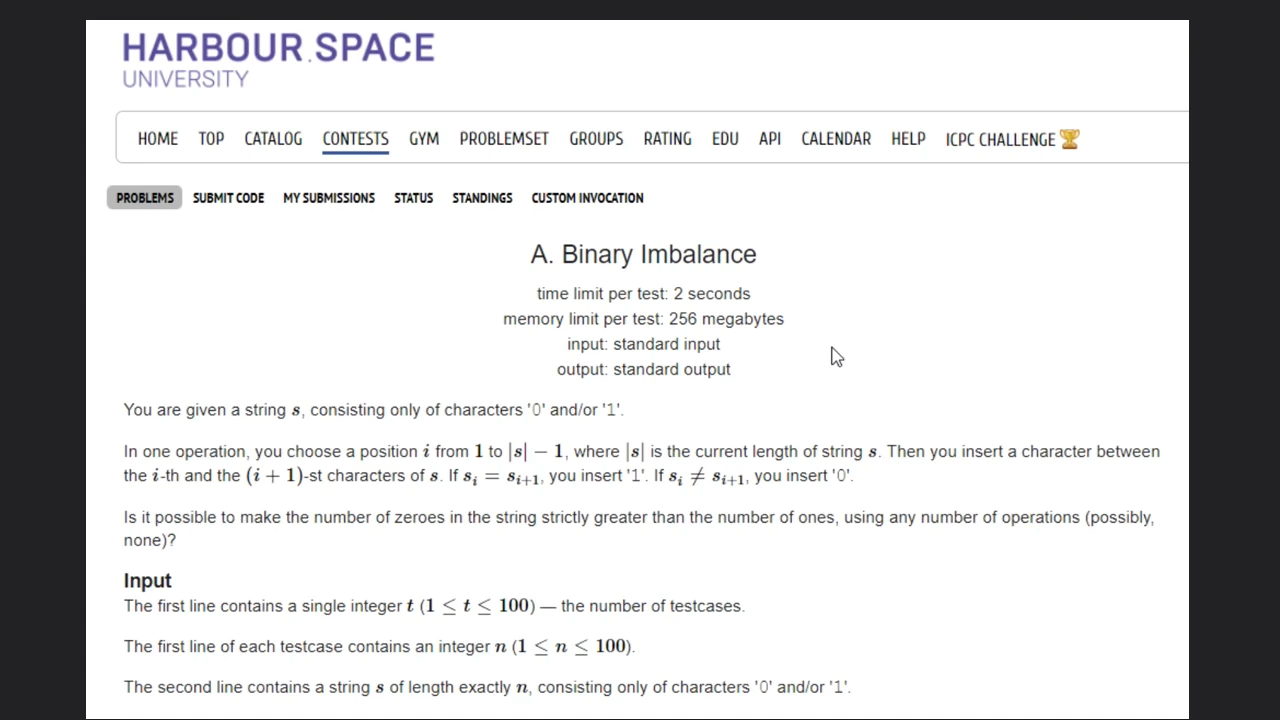 HARBOUR.SPACE
UNIVERSITY
HOME TOP CATALOG CONTESTS GYM PROBLEMSET GROUPS RATING EDU API CALENDAR HELP ICPC CHALLENGE
PROBLEMS SUBMIT CODE MY SUBMISSIONS STATUS STANDINGS CUSTOM INVOCATION
A. Binary Imbalance
time limit per test: 2 seconds
memory limit per test: 256 megabytes
input: standard input
output: standard output
You are given a string s, consisting only of characters '0' and/or '1'.
In one operation, you choose a position i from 1 to |s| − 1, where |s| is the current length of string s. Then you insert a character between
the i-th and the (i + 1)-st characters of s. If s_i = s_{i+1}, you insert '1'. If s_i ≠ s_{i+1}, you insert '0'.
Is it possible to make the number of zeroes in the string strictly greater than the number of ones, using any number of operations (possibly,
none)?
Input
The first line contains a single integer t (1 ≤ t ≤ 100) — the number of testcases.
The first line of each testcase contains an integer n (1 ≤ n ≤ 100).
The second line contains a string s of length exactly n, consisting only of characters '0' and/or '1'.